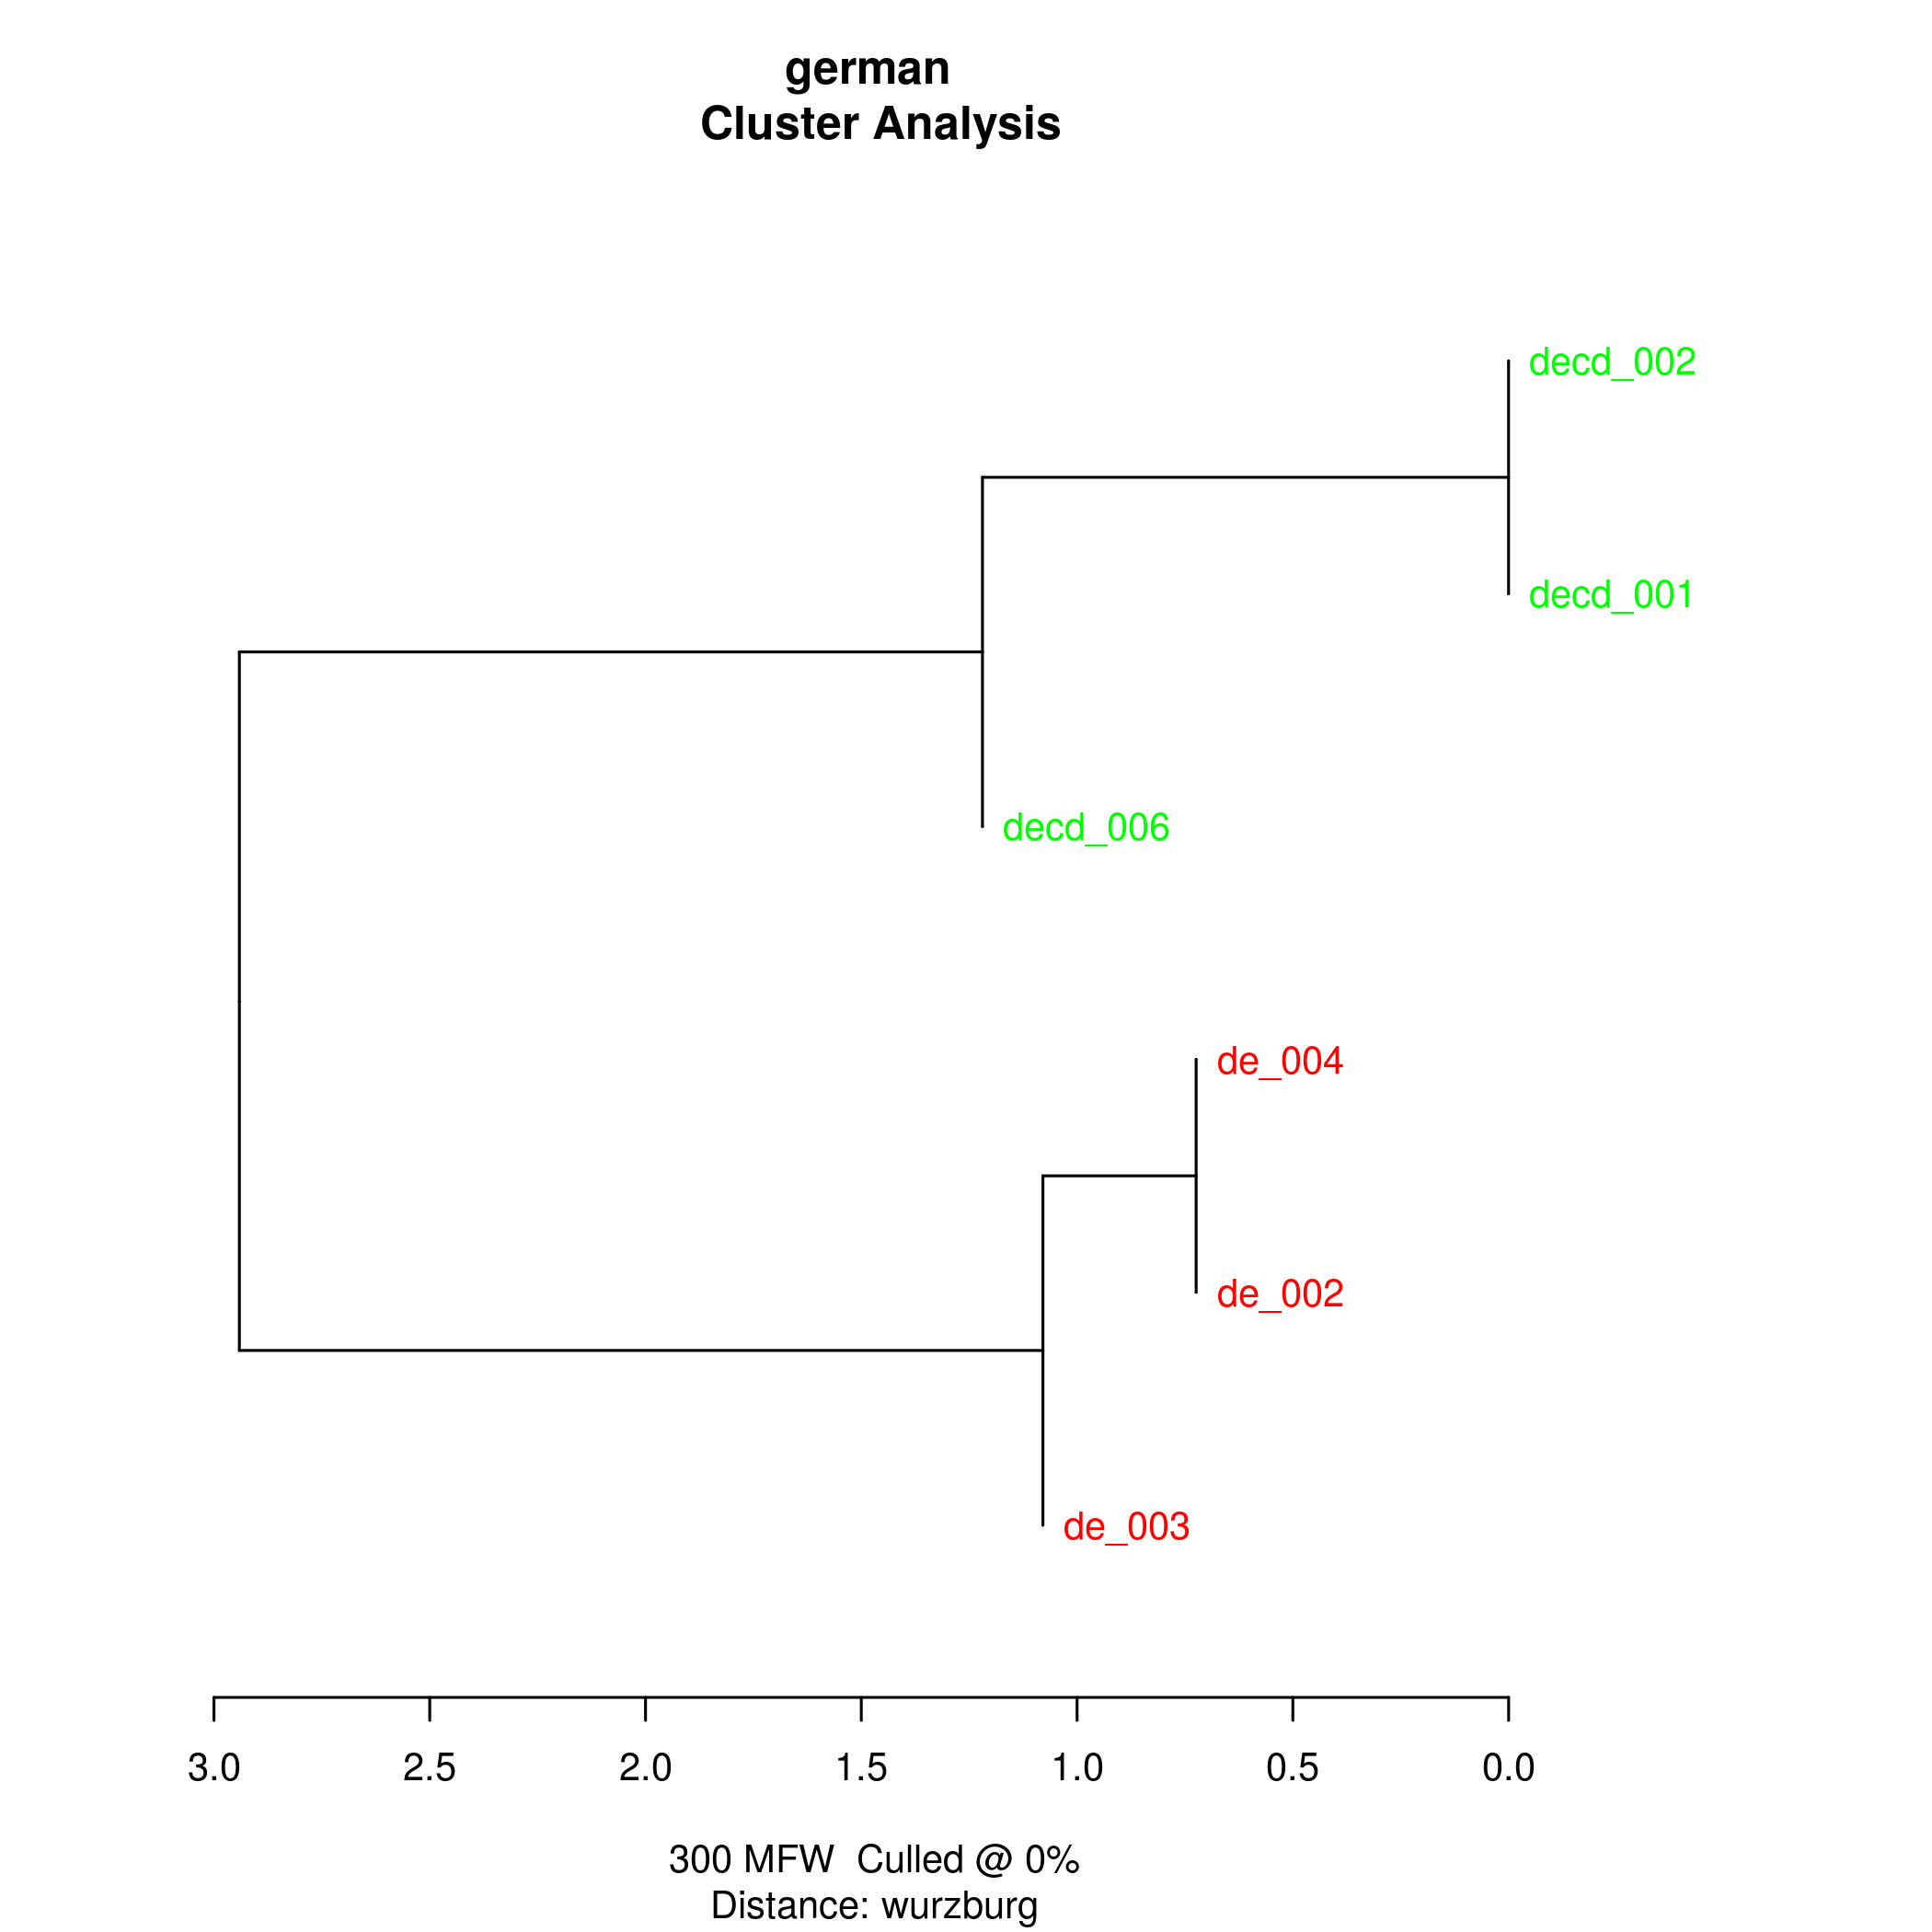 german
Cluster Analysis
decd_002
decd_001
decd_006
de_004
de_002
de_003
3.0 2.5 2.0 1.5 1.0 0.5 0.0
300 MFW  Culled @ 0%
Distance: wurzburg